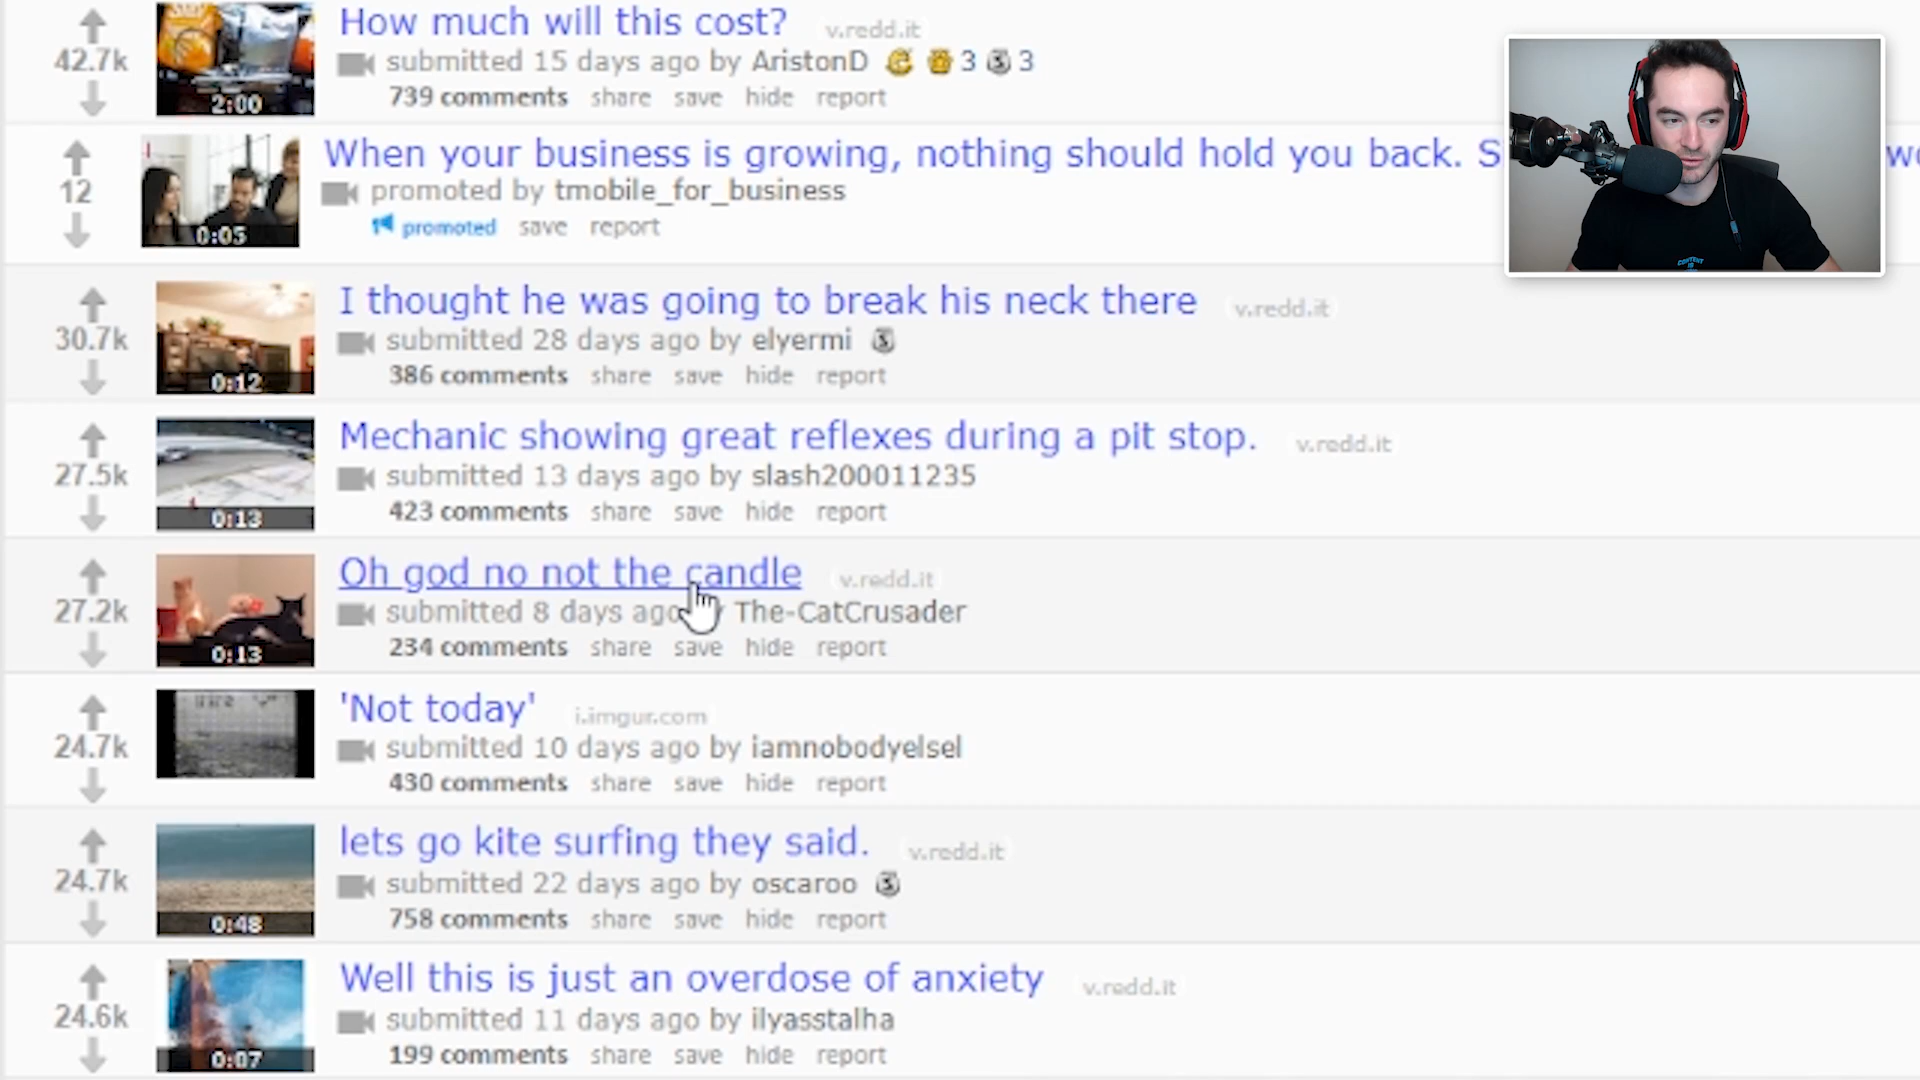 How much will this cost? v.redd.it
42.7k
submitted 15 days ago by AristonD 3 3
2:00
739 comments share save hide report
When your business is growing, nothing should hold you back. S
12
promoted by tmobile_for_business
0:05
promoted save report
I thought he was going to break his neck there v.redd.it
30.7k
submitted 28 days ago by elyermi
0:12
386 comments share save hide report
Mechanic showing great reflexes during a pit stop. v.redd.it
27.5k
submitted 13 days ago by slash200011235
0:13
423 comments share save hide report
Oh god no not the candle v.redd.it
27.2k
submitted 8 days ago The-CatCrusader
0:13
234 comments share save hide report
'Not today' i.imgur.com
24.7k
submitted 10 days ago by iamnobodyelsel
430 comments share save hide report
lets go kite surfing they said. v.redd.it
24.7k
submitted 22 days ago by oscaroo
0:48
758 comments share save hide report
Well this is just an overdose of anxiety v.redd.it
24.6k
submitted 11 days ago by ilyasstalha
0:07
199 comments share save hide report